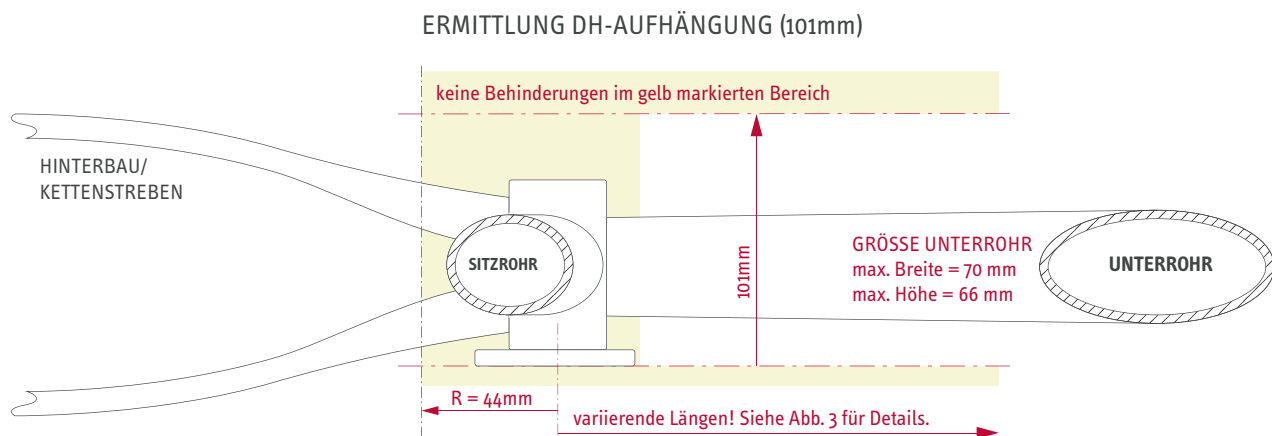 ERMITTLUNG DH-AUFHÄNGUNG (101mm)
keine Behinderungen im gelb markierten Bereich
HINTERBAU/
KETTENSTREBEN
SITZROHR
101mm
GRÖSSE UNTERROHR
max. Breite = 70 mm
max. Höhe = 66 mm
UNTERROHR
R = 44mm
variierende Längen! Siehe Abb. 3 für Details.